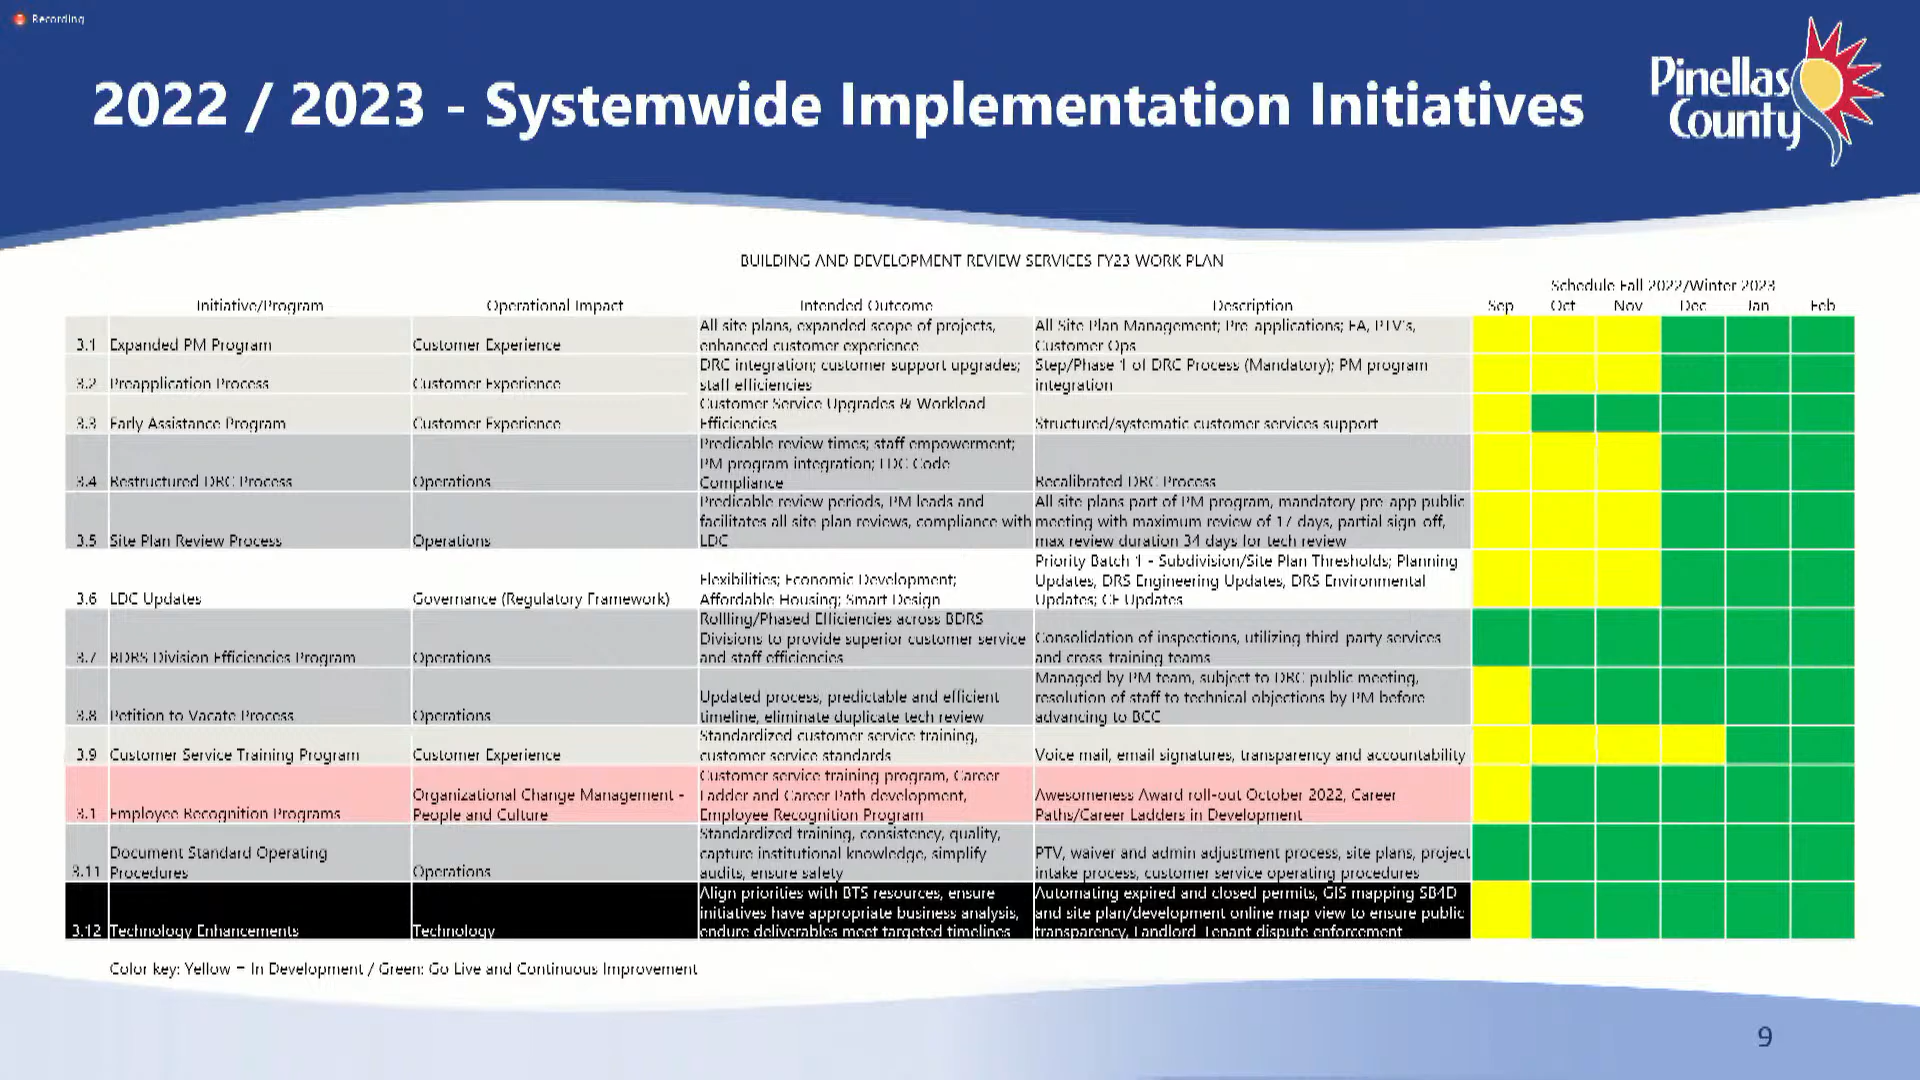 Recording
2022 / 2023 - Systemwide Implementation Initiatives
Pinellas
County
BUILDING AND DEVELOPMENT REVIEW SERVICES FY23 WORK PLAN
Schedule Fall 2022/Winter 2023
Initiative/Program Operational Impact Intended Outcome Description Sep Oct Nov Dec Jan Feb
All site plans, expanded scope of projects, All Site Plan Management; Pre-applications; EA, PTV's,
3.1 Expanded PM Program Customer Experience enhanced customer experience Customer Ops
DRC integration; customer support upgrades; Step/Phase 1 of DRC Process (Mandatory); PM program
3.2 Preapplication Process Customer Experience staff efficiencies integration
Customer Service Upgrades & Workload
3.3 Early Assistance Program Customer Experience Efficiencies Structured/systematic customer services support
Predicable review times; staff empowerment;
PM program integration; LDC Code
3.4 Restructured DRC Process Operations Compliance Recalibrated DRC Process
Predicable review periods, PM leads and All site plans part of PM program, mandatory pre-app public
facilitates all site plan reviews, compliance with meeting with maximum review of 17 days, partial sign-off,
3.5 Site Plan Review Process Operations LDC max review duration 34 days for tech review
Priority Batch 1 - Subdivision/Site Plan Thresholds; Planning
Flexibilities; Economic Development; Updates, DRS Engineering Updates, DRS Environmental
3.6 LDC Updates Governance (Regulatory Framework) Affordable Housing; Smart Design Updates; CE Updates
Rollling/Phased Efficiencies across BDRS
Divisions to provide superior customer service Consolidation of inspections, utilizing third-party services
3.7 BDRS Division Efficiencies Program Operations and staff efficiencies and cross-training teams
Managed by PM team, subject to DRC public meeting,
Updated process, predictable and efficient resolution of staff to technical objections by PM before
3.8 Petition to Vacate Process Operations timeline, eliminate duplicate tech review advancing to BCC
Standardized customer service training,
3.9 Customer Service Training Program Customer Experience customer service standards Voice mail, email signatures, transparency and accountability
Customer service training program, Career
Organizational Change Management - Ladder and Career Path development, Awesomeness Award roll-out October 2022, Career
3.1 Employee Recognition Programs People and Culture Employee Recognition Program Paths/Career Ladders in Development
Standardized training, consistency, quality,
Document Standard Operating capture institutional knowledge, simplify PTV, waiver and admin adjustment process, site plans, project
3.11 Procedures Operations audits, ensure safety intake process, customer service operating procedures
Align priorities with BTS resources, ensure Automating expired and closed permits, GIS mapping SB4D
initiatives have appropriate business analysis, and site plan/development online map view to ensure public
3.12 Technology Enhancements Technology endure deliverables meet targeted timelines transparency, Landlord-Tenant dispute enforcement
Color key: Yellow = In Development / Green: Go Live and Continuous Improvement
9